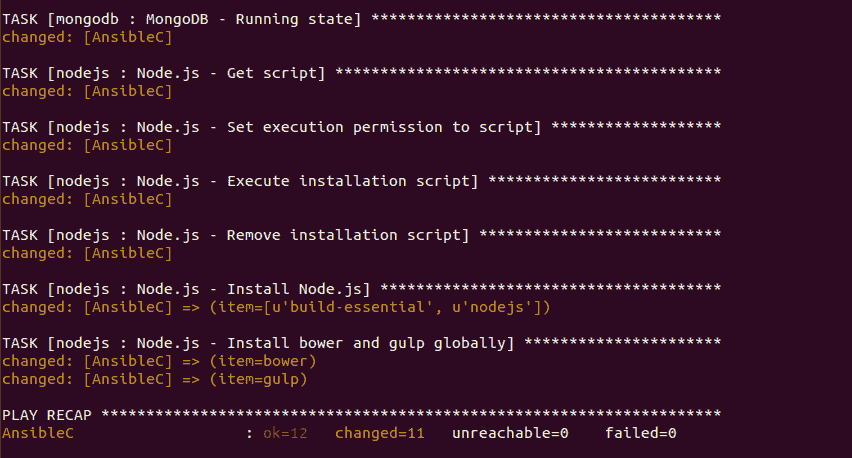 TASK [mongodb : MongoDB - Running state] ***************************************
changed: [AnsibleC]
TASK [nodejs : Node.js - Get script] *******************************************
changed: [AnsibleC]
TASK [nodejs : Node.js - Set execution permission to script] *******************
changed: [AnsibleC]
TASK [nodejs : Node.js - Execute installation script] **************************
changed: [AnsibleC]
TASK [nodejs : Node.js - Remove installation script] ***************************
changed: [AnsibleC]
TASK [nodejs : Node.js - Install Node.js] **************************************
changed: [AnsibleC] => (item=[u'build-essential', u'nodejs'])
TASK [nodejs : Node.js - Install bower and gulp globally] **********************
changed: [AnsibleC] => (item=bower)
changed: [AnsibleC] => (item=gulp)
PLAY RECAP *********************************************************************
AnsibleC                   : ok=12   changed=11   unreachable=0    failed=0